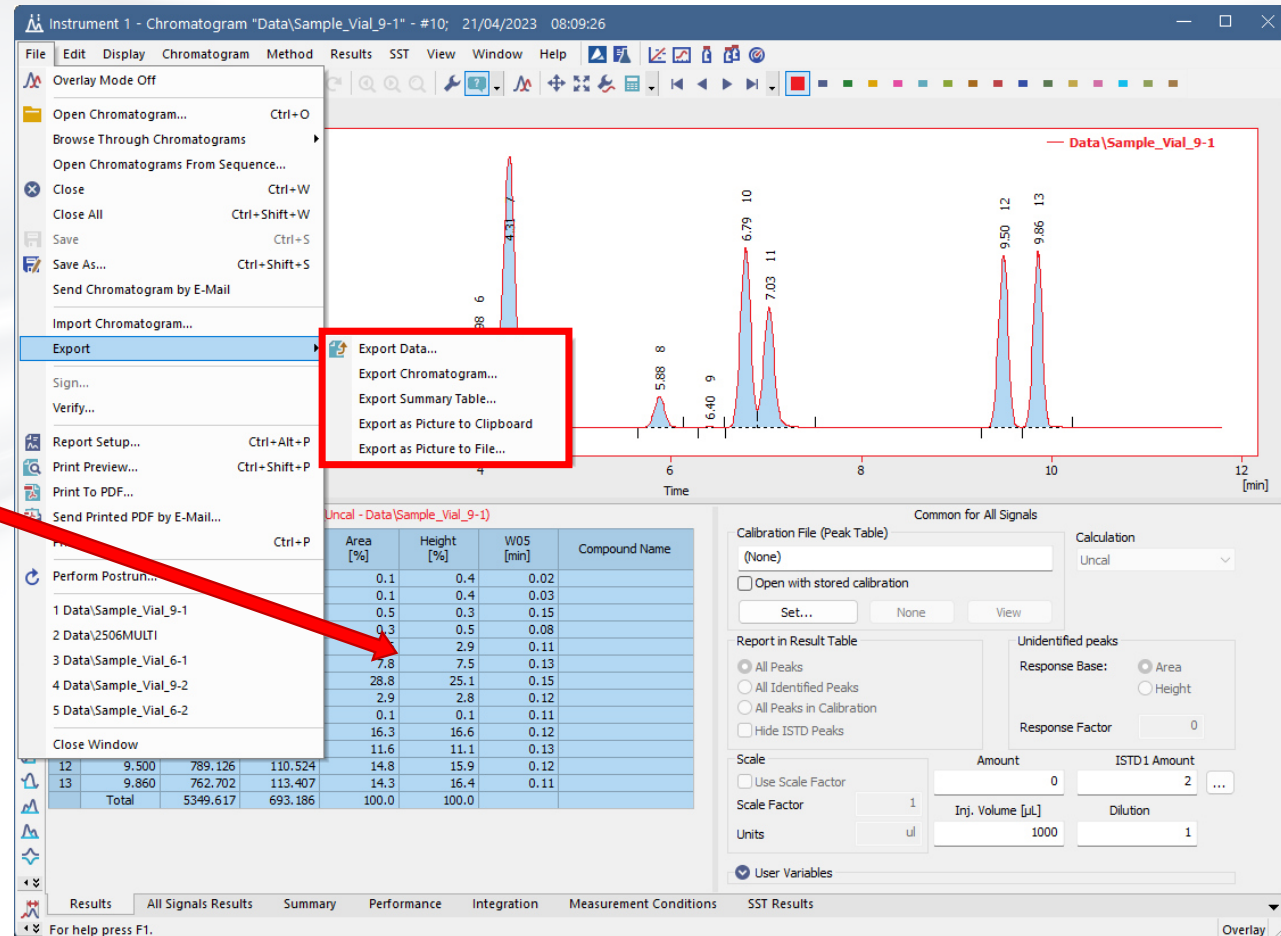 Instrument 1 - Chromatogram "Data\Sample_Vial_9-1" - #10; 21/04/2023 08:09:26
File Edit Display Chromatogram Method Results SST View Window Help
Overlay Mode Off
Open Chromatogram... Ctrl+O
Browse Through Chromatograms
Open Chromatograms From Sequence...
Close Ctrl+W
Close All Ctrl+Shift+W
Save Ctrl+S
Save As... Ctrl+Shift+S
Send Chromatogram by E-Mail
Import Chromatogram...
Export
Sign...
Verify...
Report Setup... Ctrl+Alt+P
Print Preview... Ctrl+Shift+P
Print To PDF...
Send Printed PDF by E-Mail...
Ctrl+P
Perform Postrun...
1 Data\Sample_Vial_9-1
2 Data\2506MULTI
3 Data\Sample_Vial_6-1
4 Data\Sample_Vial_9-2
5 Data\Sample_Vial_6-2
Close Window
Export Data...
Export Chromatogram...
Export Summary Table...
Export as Picture to Clipboard
Export as Picture to File...
Data\Sample_Vial_9-1
98 6
4.31 7
5.88 8
6.40 9
6.79 10
7.03 11
9.50 12
9.86 13
4 6 8 10 12
Time [min]
Uncal - Data\Sample_Vial_9-1)
Area [%] Height [%] W05 [min] Compound Name
0.1 0.4 0.02
0.1 0.4 0.03
0.5 0.3 0.15
0.3 0.5 0.08
2.9 0.11
7.8 7.5 0.13
28.8 25.1 0.15
2.9 2.8 0.12
0.1 0.1 0.11
16.3 16.6 0.12
11.6 11.1 0.13
12 9.500 789.126 110.524 14.8 15.9 0.12
13 9.860 762.702 113.407 14.3 16.4 0.11
Total 5349.617 693.186 100.0 100.0
Common for All Signals
Calibration File (Peak Table) Calculation
(None) Uncal
Open with stored calibration
Set... None View
Report in Result Table
All Peaks
All Identified Peaks
All Peaks in Calibration
Hide ISTD Peaks
Unidentified peaks
Response Base: Area
Height
Response Factor 0
Scale Amount ISTD1 Amount
Use Scale Factor 0 2 ...
Scale Factor 1 Inj. Volume [µL] Dilution
Units ul 1000 1
User Variables
Results All Signals Results Summary Performance Integration Measurement Conditions SST Results
For help press F1. Overlay